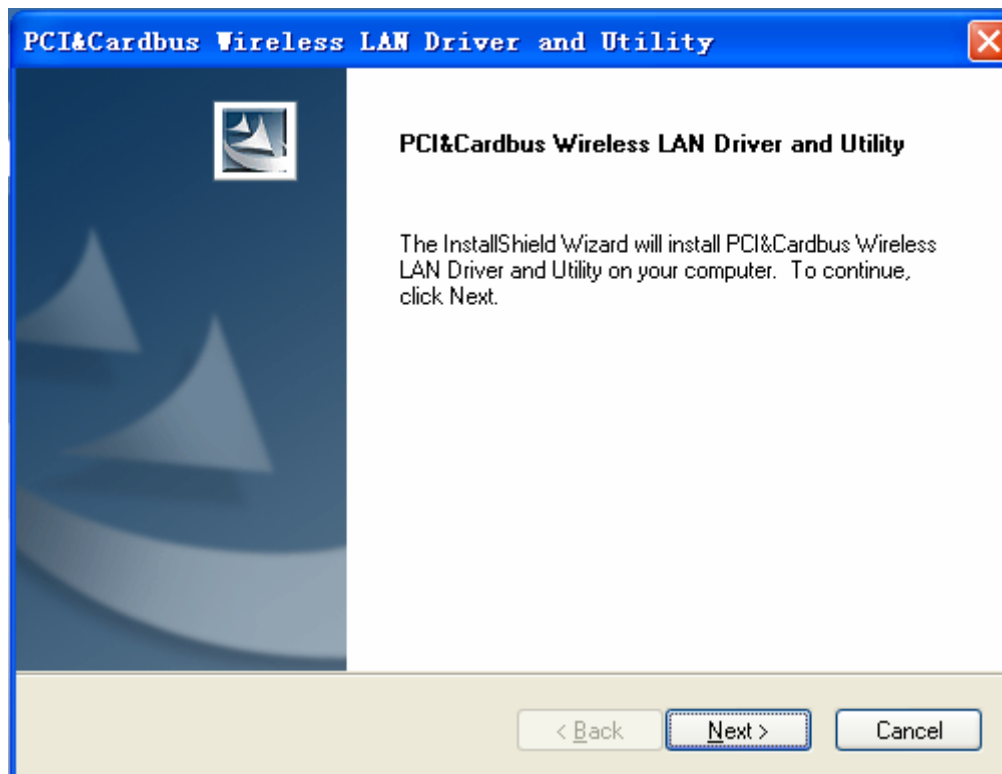 PCI&Cardbus Wireless LAN Driver and Utility
PCI&Cardbus Wireless LAN Driver and Utility
The InstallShield Wizard will install PCI&Cardbus Wireless
LAN Driver and Utility on your computer.  To continue,
click Next.
< Back
Next >
Cancel